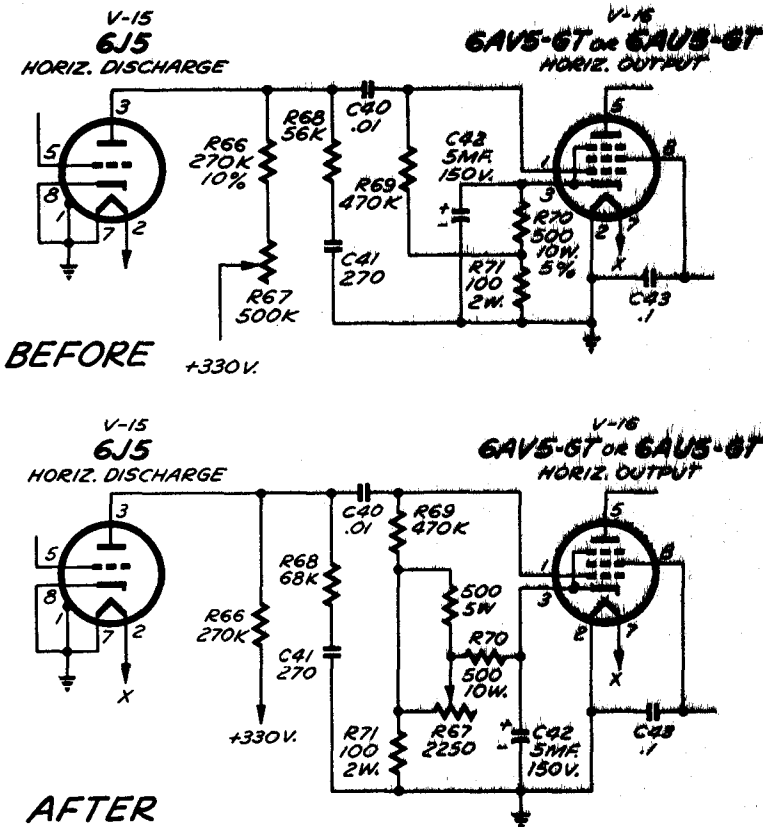 V-15
6J5
HORIZ. DISCHARGE
V-16
6AV5-GT OR 6AU5-GT
HORIZ. OUTPUT
3
5
8
1
7
2
R66
270K
10%
R67
500K
+330V.
R68
56K
C41
270
C40
.01
R69
470K
C42
5MF.
150V.
+
-
R70
500
10W.
5%
R71
100
2W.
5
8
1
3
2
7
X
C43
.1
BEFORE
V-15
6J5
HORIZ. DISCHARGE
V-16
6AV5-GT OR 6AU5-GT
HORIZ. OUTPUT
3
5
8
1
7
2
X
R66
270K
+330V.
R68
68K
C41
270
C40
.01
R69
470K
500
5W
R70
500
10W.
R67
2250
R71
100
2W.
+
-
C42
5MF.
150V.
5
8
1
3
2
7
X
C43
.1
AFTER